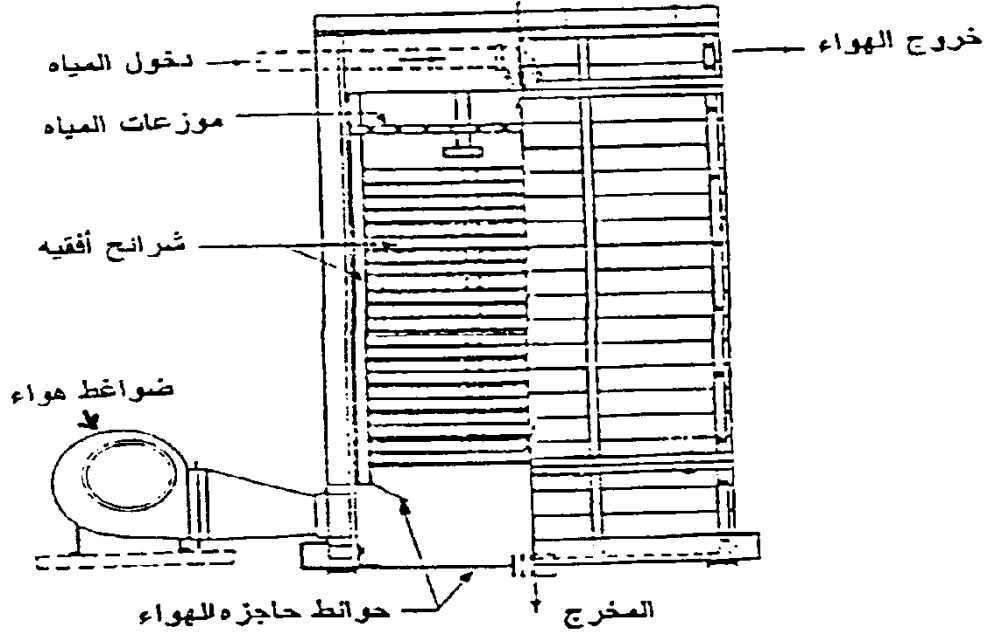 خروج الهواء
دخول المياه
موزعات المياه
شرائح أفقيه
ضواغط هواء
حوائط حاجزه للهواء
المخرج